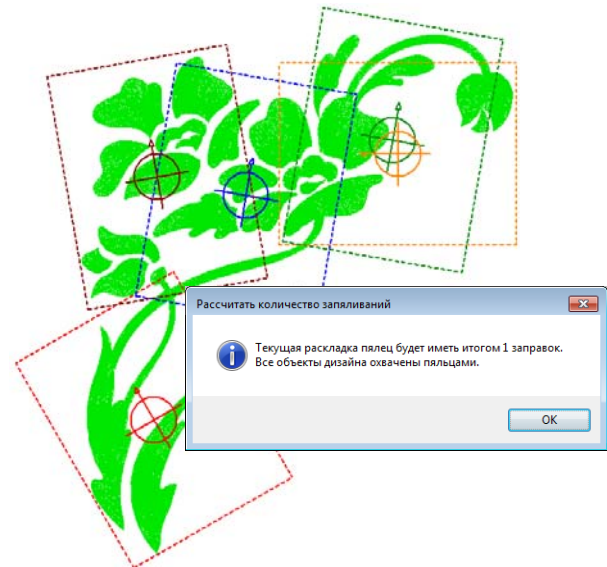 Рассчитать количество запяливаний
Текущая раскладка пялец будет иметь итогом 1 заправок.
Все объекты дизайна охвачены пяльцами.
OK